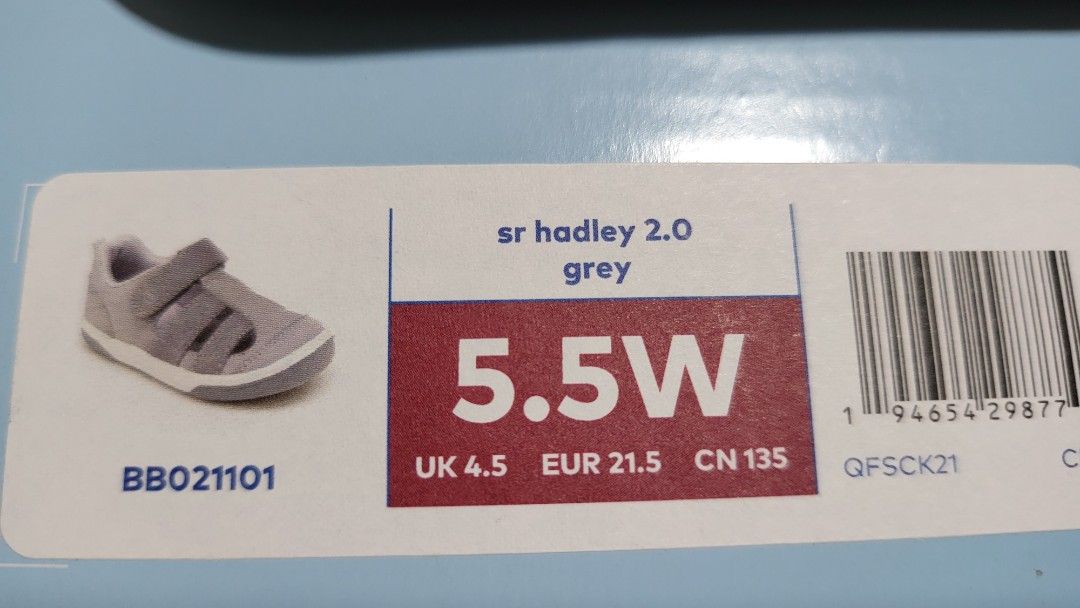 sr hadley 2.0
grey
5.5W
UK 4.5 EUR 21.5 CN 135
BB021101
1 94654 29877
QFSCK21